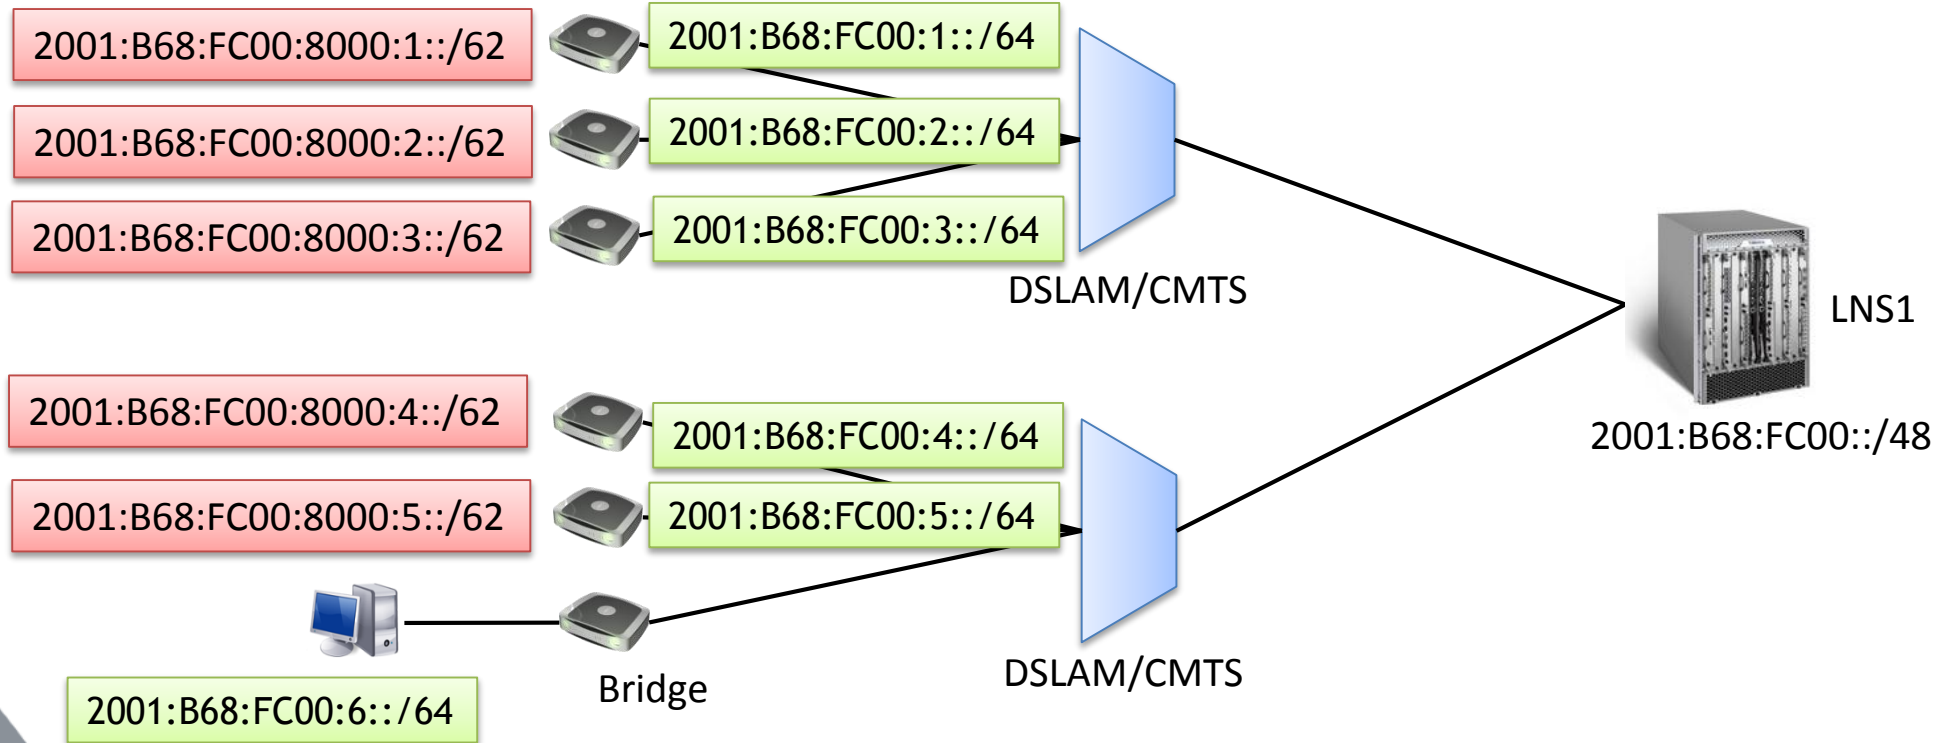 2001:B68:FC00:8000:1::/62
2001:B68:FC00:1::/64
2001:B68:FC00:8000:2::/62
2001:B68:FC00:2::/64
2001:B68:FC00:8000:3::/62
2001:B68:FC00:3::/64
DSLAM/CMTS
LNS1
2001:B68:FC00::/48
2001:B68:FC00:8000:4::/62
2001:B68:FC00:4::/64
2001:B68:FC00:8000:5::/62
2001:B68:FC00:5::/64
DSLAM/CMTS
Bridge
2001:B68:FC00:6::/64